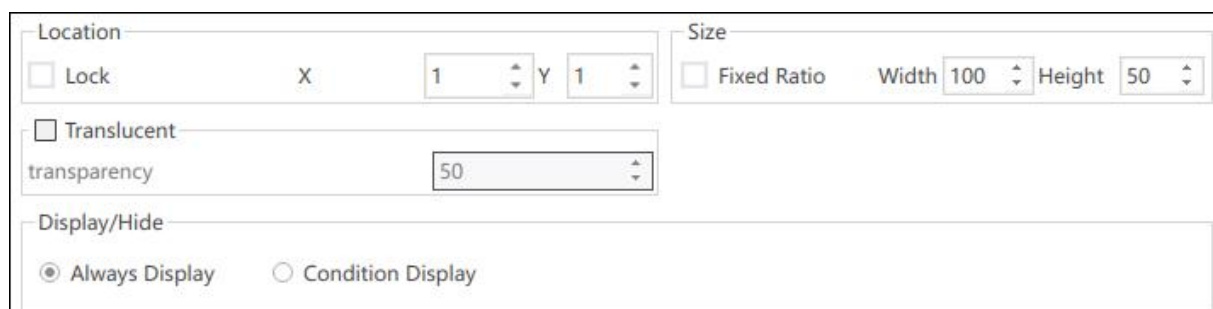 Location
Size
Lock X 1 Y 1
Fixed Ratio Width 100 Height 50
Translucent
transparency 50
Display/Hide
Always Display Condition Display